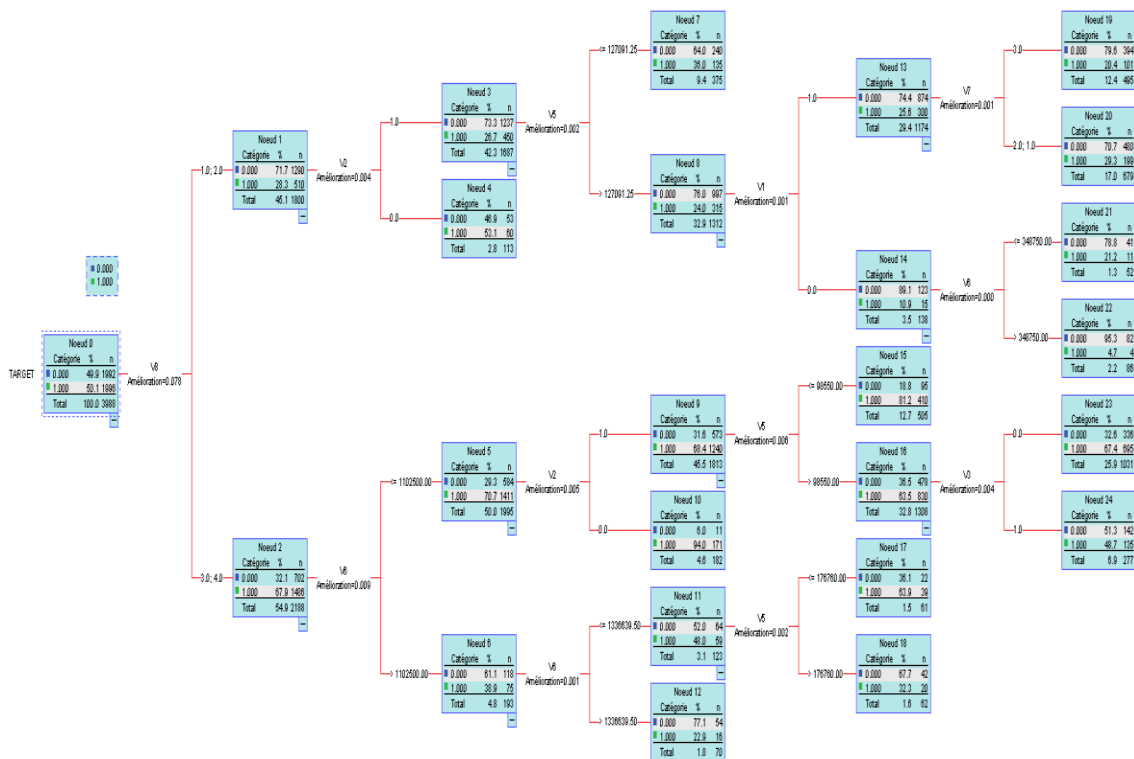 0.000
1.000
TARGET
Noeud 0
Catégorie % n
0.000 49.9 1992
1.000 50.1 1996
Total 100.0 3988
V8
Amélioration=0.078
1.0; 2.0
Noeud 1
Catégorie % n
0.000 71.7 1290
1.000 28.3 510
Total 45.1 1800
3.0; 4.0
Noeud 2
Catégorie % n
0.000 32.1 702
1.000 67.9 1486
Total 54.9 2188
V2
Amélioration=0.004
1.0
Noeud 3
Catégorie % n
0.000 73.3 1237
1.000 26.7 450
Total 42.3 1687
0.0
Noeud 4
Catégorie % n
0.000 46.9 53
1.000 53.1 60
Total 2.8 113
V6
Amélioration=0.009
<= 1102500.00
Noeud 5
Catégorie % n
0.000 29.3 584
1.000 70.7 1411
Total 50.0 1995
> 1102500.00
Noeud 6
Catégorie % n
0.000 61.1 118
1.000 38.9 75
Total 4.8 193
V5
Amélioration=0.002
<= 127091.25
Noeud 7
Catégorie % n
0.000 64.0 240
1.000 36.0 135
Total 9.4 375
> 127091.25
Noeud 8
Catégorie % n
0.000 76.0 997
1.000 24.0 315
Total 32.9 1312
V2
Amélioration=0.005
1.0
Noeud 9
Catégorie % n
0.000 31.6 573
1.000 68.4 1240
Total 45.5 1813
0.0
Noeud 10
Catégorie % n
0.000 6.0 11
1.000 94.0 171
Total 4.6 182
V6
Amélioration=0.001
<= 1336639.50
Noeud 11
Catégorie % n
0.000 52.0 64
1.000 48.0 59
Total 3.1 123
> 1336639.50
Noeud 12
Catégorie % n
0.000 77.1 54
1.000 22.9 16
Total 1.8 70
V1
Amélioration=0.001
1.0
Noeud 13
Catégorie % n
0.000 74.4 874
1.000 25.6 300
Total 29.4 1174
0.0
Noeud 14
Catégorie % n
0.000 89.1 123
1.000 10.9 15
Total 3.5 138
V5
Amélioration=0.006
<= 98550.00
Noeud 15
Catégorie % n
0.000 18.8 95
1.000 81.2 410
Total 12.7 505
> 98550.00
Noeud 16
Catégorie % n
0.000 36.5 478
1.000 63.5 830
Total 32.8 1308
V5
Amélioration=0.002
<= 176760.00
Noeud 17
Catégorie % n
0.000 36.1 22
1.000 63.9 39
Total 1.5 61
> 176760.00
Noeud 18
Catégorie % n
0.000 67.7 42
1.000 32.3 20
Total 1.6 62
V7
Amélioration=0.001
3.0
Noeud 19
Catégorie % n
0.000 79.6 394
1.000 20.4 101
Total 12.4 495
2.0; 1.0
Noeud 20
Catégorie % n
0.000 70.7 480
1.000 29.3 199
Total 17.0 679
V6
Amélioration=0.000
<= 348750.00
Noeud 21
Catégorie % n
0.000 78.8 41
1.000 21.2 11
Total 1.3 52
> 348750.00
Noeud 22
Catégorie % n
0.000 95.3 82
1.000 4.7 4
Total 2.2 86
V3
Amélioration=0.004
0.0
Noeud 23
Catégorie % n
0.000 32.6 336
1.000 67.4 695
Total 25.9 1031
1.0
Noeud 24
Catégorie % n
0.000 51.3 142
1.000 48.7 135
Total 6.9 277